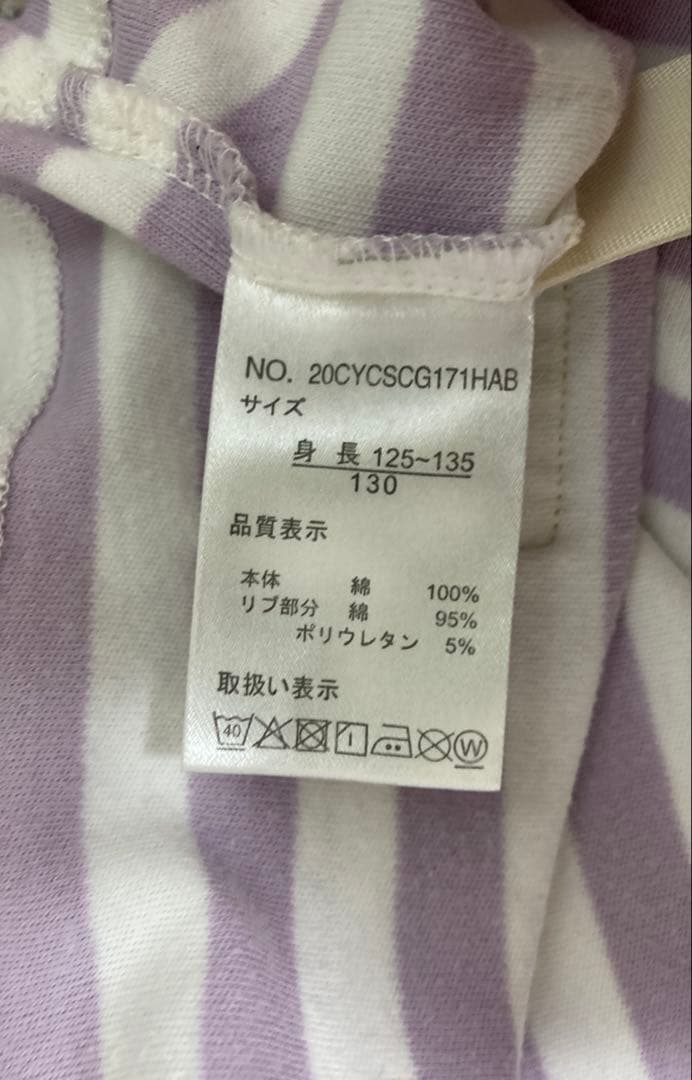 NO. 20CYCSCG171HAB
サイズ
身 長 125~135
130
品質表示
本体 綿 100%
リブ部分 綿 95%
ポリウレタン 5%
取扱い表示
40 W